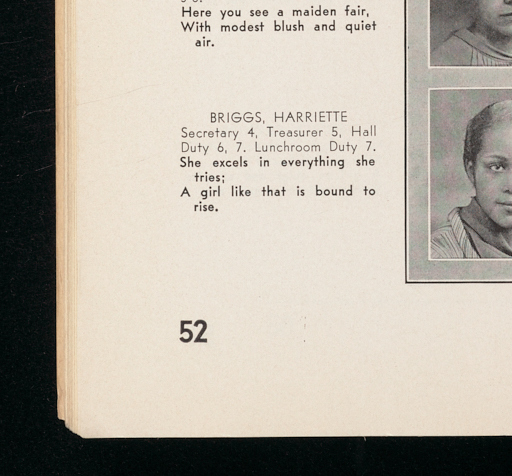 Here you see a maiden fair,
With modest blush and quiet
air.
BRIGGS, HARRIETTE
Secretary 4, Treasurer 5, Hall
Duty 6, 7. Lunchroom Duty 7.
She excels in everything she
tries;
A girl like that is bound to
rise.
52